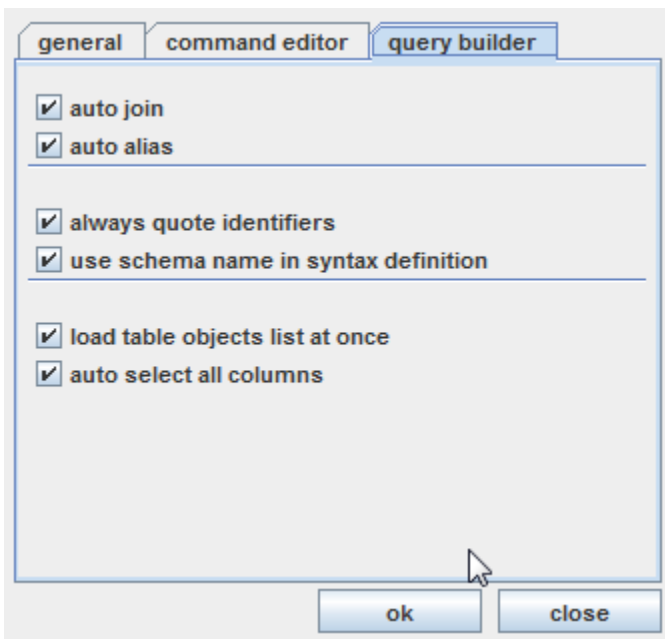 general command editor query builder
auto join
auto alias
always quote identifiers
use schema name in syntax definition
load table objects list at once
auto select all columns
ok close